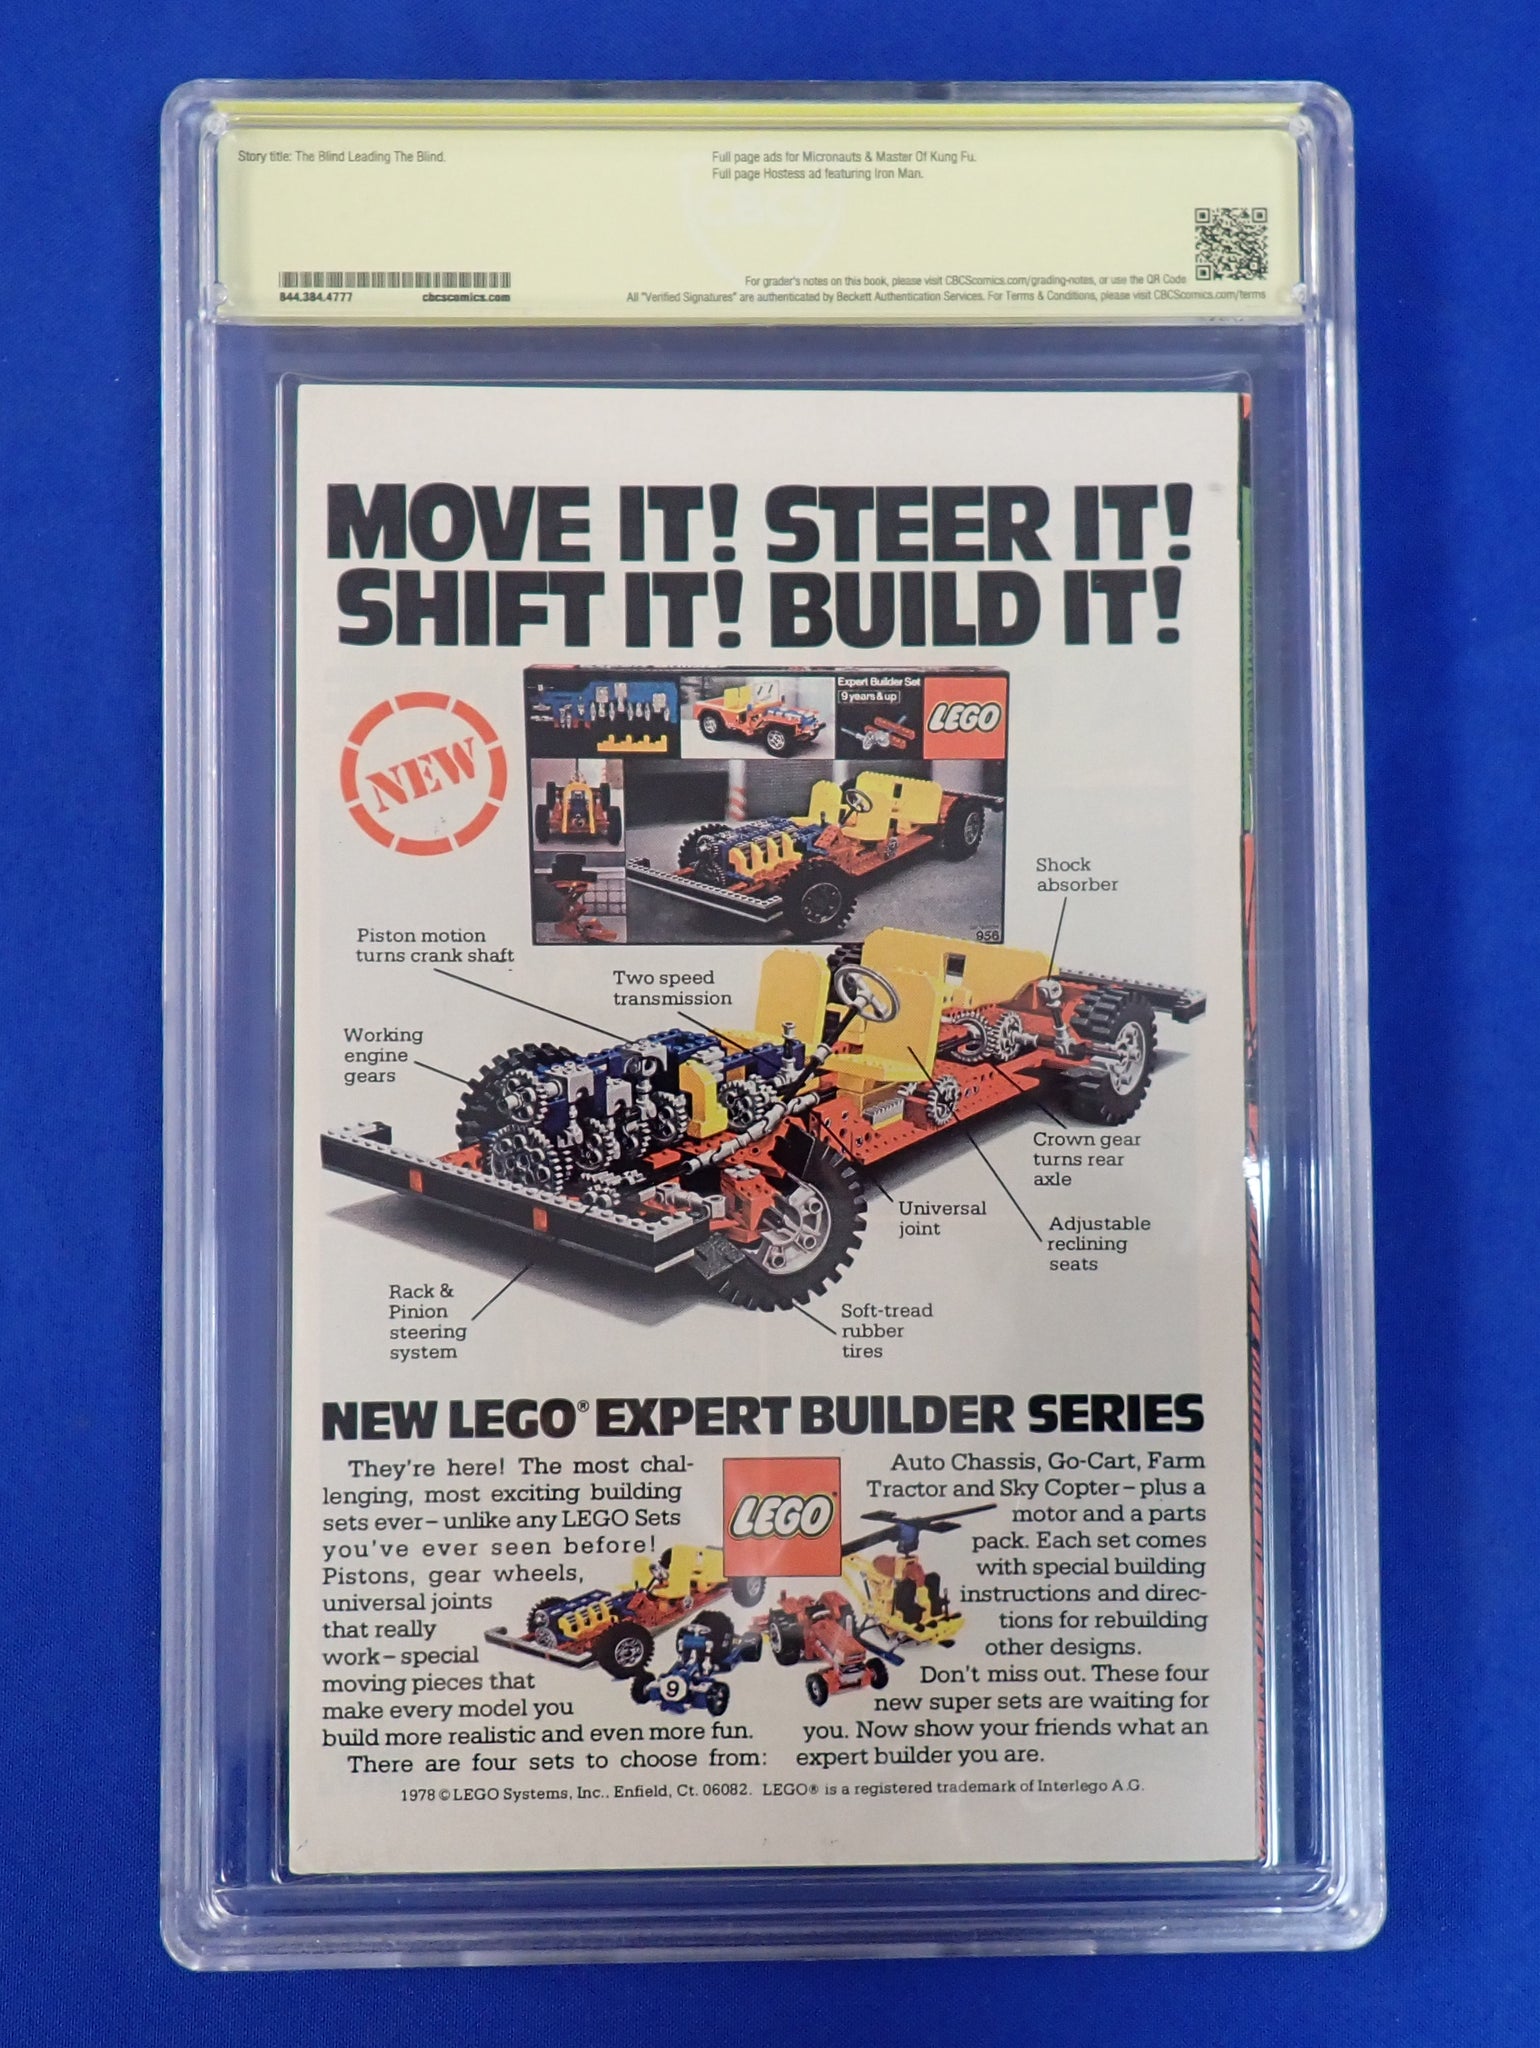 Story title: The Blind Leading The Blind.
Full page ads for Micronauts & Master Of Kung Fu.
Full page Hostess ad featuring Iron Man.
For grader's notes on this book, please visit CBCScomics.com/grading-notes, or use the QR Code
844.384.4777 cbcscomics.com
All "Verified Signatures" are authenticated by Beckett Authentication Services. For Terms & Conditions, please visit CBCScomics.com/terms
MOVE IT! STEER IT!
SHIFT IT! BUILD IT!
NEW
Expert Builder Set
9 years & up
LEGO
956
Shock
absorber
Piston motion
turns crank shaft
Two speed
transmission
Working
engine
gears
Crown gear
turns rear
axle
Universal
joint
Adjustable
reclining
seats
Rack &
Pinion
steering
system
Soft-tread
rubber
tires
NEW LEGO® EXPERT BUILDER SERIES
They're here! The most chal-
lenging, most exciting building
sets ever – unlike any LEGO Sets
you've ever seen before!
Pistons, gear wheels,
universal joints
that really
work – special
moving pieces that
make every model you
build more realistic and even more fun.
There are four sets to choose from:
LEGO®
9
Auto Chassis, Go-Cart, Farm
Tractor and Sky Copter – plus a
motor and a parts
pack. Each set comes
with special building
instructions and direc-
tions for rebuilding
other designs.
Don't miss out. These four
new super sets are waiting for
you. Now show your friends what an
expert builder you are.
1978 © LEGO Systems, Inc.. Enfield, Ct. 06082. LEGO® is a registered trademark of Interlego A.G.